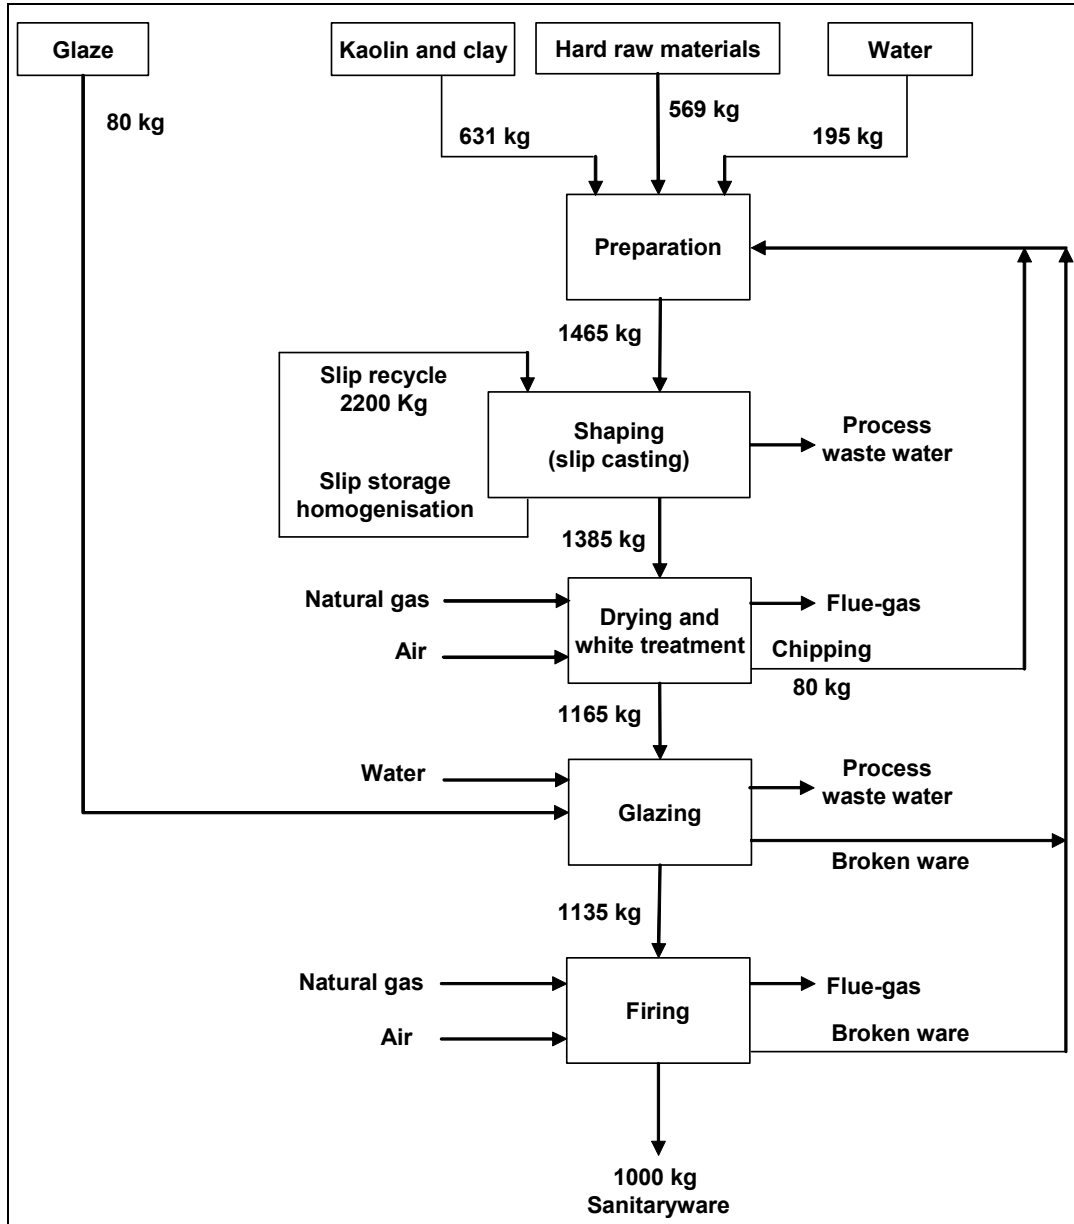 Glaze
Kaolin and clay
Hard raw materials
Water
80 kg
631 kg
569 kg
195 kg
Preparation
1465 kg
Slip recycle
2200 Kg
Slip storage
homogenisation
Shaping
(slip casting)
Process
waste water
1385 kg
Natural gas
Air
Drying and
white treatment
Flue-gas
Chipping
80 kg
1165 kg
Water
Glazing
Process
waste water
Broken ware
1135 kg
Natural gas
Air
Firing
Flue-gas
Broken ware
1000 kg
Sanitaryware